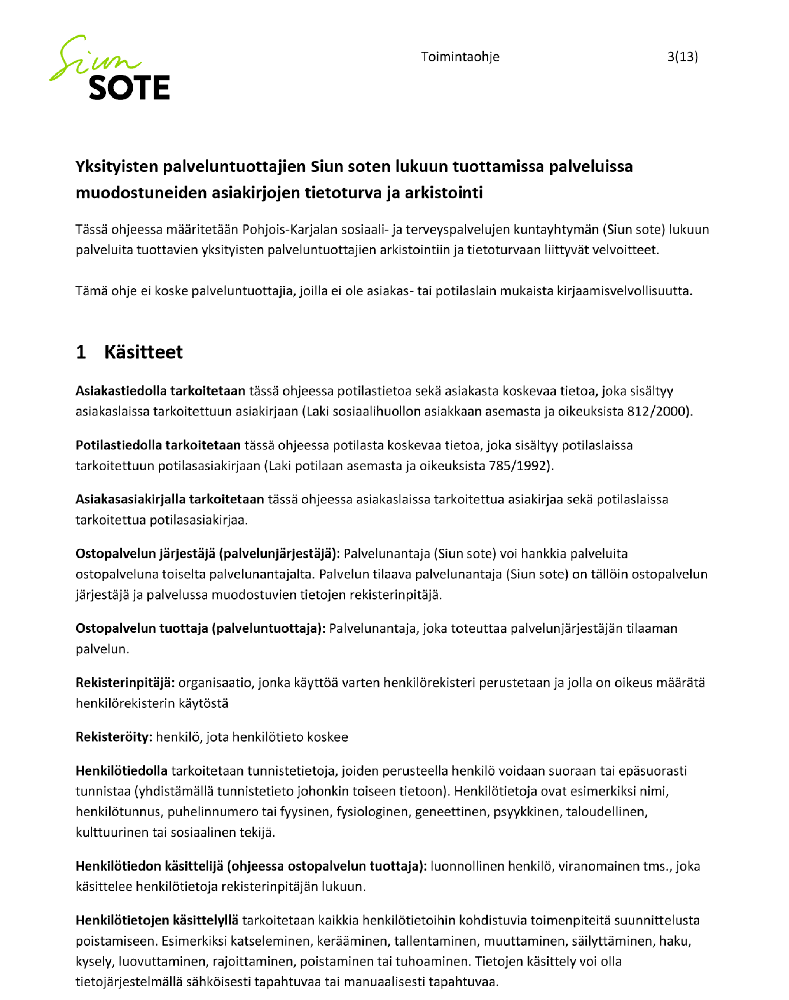 Siun
SOTE
Toimintaohje
3(13)
Yksityisten palveluntuottajien Siun soten lukuun tuottamissa palveluissa
muodostuneiden asiakirjojen tietoturva ja arkistointi
Tässä ohjeessa määritetään Pohjois-Karjalan sosiaali- ja terveyspalvelujen kuntayhtymän (Siun sote) lukuun
palveluita tuottavien yksityisten palveluntuottajien arkistointiin ja tietoturvaan liittyvät velvoitteet.
Tämä ohje ei koske palveluntuottajia, joilla ei ole asiakas- tai potilaslain mukaista kirjaamisvelvollisuutta.
1 Käsitteet
Asiakastiedolla tarkoitetaan tässä ohjeessa potilastietoa sekä asiakasta koskevaa tietoa, joka sisältyy
asiakaslaissa tarkoitettuun asiakirjaan (Laki sosiaalihuollon asiakkaan asemasta ja oikeuksista 812/2000).
Potilastiedolla tarkoitetaan tässä ohjeessa potilasta koskevaa tietoa, joka sisältyy potilaslaissa
tarkoitettuun potilasasiakirjaan (Laki potilaan asemasta ja oikeuksista 785/1992).
Asiakasasiakirjalla tarkoitetaan tässä ohjeessa asiakaslaissa tarkoitettua asiakirjaa sekä potilaslaissa
tarkoitettua potilasasiakirjaa.
Ostopalvelun järjestäjä (palvelunjärjestäjä): Palvelunantaja (Siun sote) voi hankkia palveluita
ostopalveluna toiselta palvelunantajalta. Palvelun tilaava palvelunantaja (Siun sote) on tällöin ostopalvelun
järjestäjä ja palvelussa muodostuvien tietojen rekisterinpitäjä.
Ostopalvelun tuottaja (palveluntuottaja): Palvelunantaja, joka toteuttaa palvelunjärjestäjän tilaaman
palvelun.
Rekisterinpitäjä: organisaatio, jonka käyttöä varten henkilörekisteri perustetaan ja jolla on oikeus määrätä
henkilörekisterin käytöstä
Rekisteröity: henkilö, jota henkilötieto koskee
Henkilötiedolla tarkoitetaan tunnistetietoja, joiden perusteella henkilö voidaan suoraan tai epäsuorasti
tunnistaa (yhdistämällä tunnistetieto johonkin toiseen tietoon). Henkilötietoja ovat esimerkiksi nimi,
henkilötunnus, puhelinnumero tai fyysinen, fysiologinen, geneettinen, psyykkinen, taloudellinen,
kulttuurinen tai sosiaalinen tekijä.
Henkilötiedon käsittelijä (ohjeessa ostopalvelun tuottaja): luonnollinen henkilö, viranomainen tms., joka
käsittelee henkilötietoja rekisterinpitäjän lukuun.
Henkilötietojen käsittelyllä tarkoitetaan kaikkia henkilötietoihin kohdistuvia toimenpiteitä suunnittelusta
poistamiseen. Esimerkiksi katseleminen, kerääminen, tallentaminen, muuttaminen, säilyttäminen, haku,
kysely, luovuttaminen, rajoittaminen, poistaminen tai tuhoaminen. Tietojen käsittely voi olla
tietojärjestelmällä sähköisesti tapahtuvaa tai manuaalisesti tapahtuvaa.